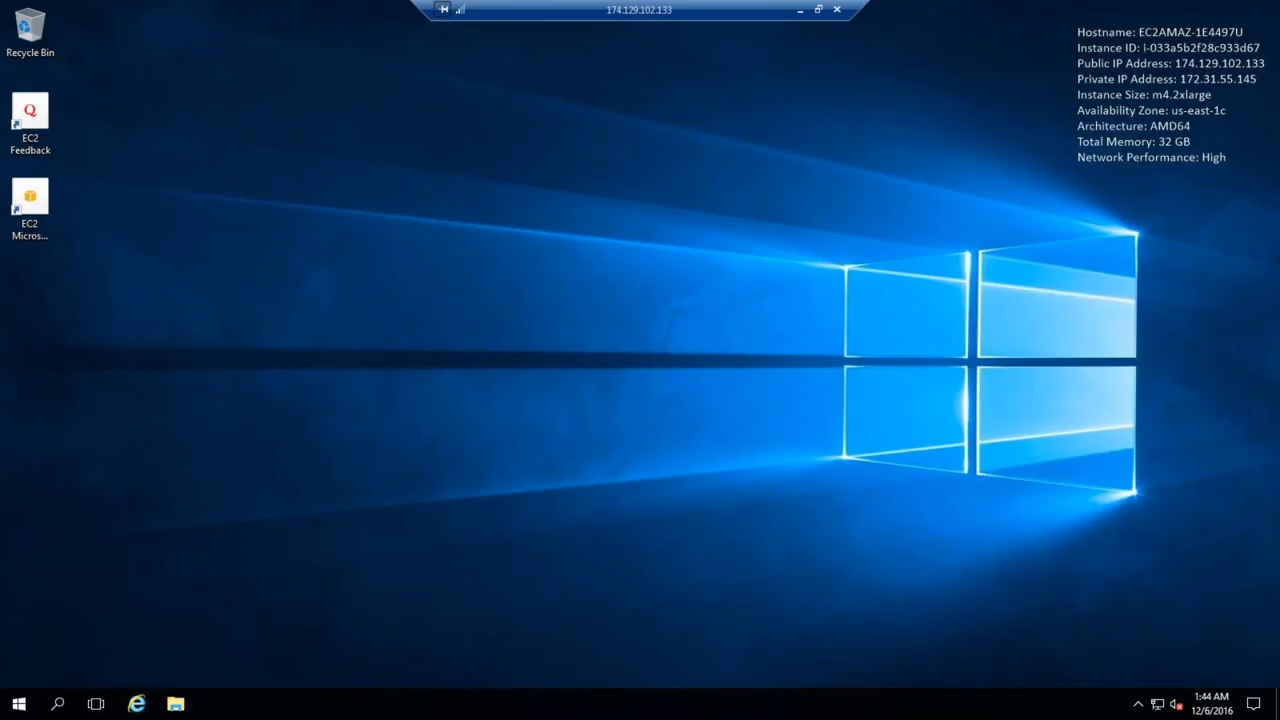 174.129.102.133
Hostname: EC2AMAZ-1E4497U
Instance ID: i-033a5b2f28c933d67
Public IP Address: 174.129.102.133
Private IP Address: 172.31.55.145
Instance Size: m4.2xlarge
Availability Zone: us-east-1c
Architecture: AMD64
Total Memory: 32 GB
Network Performance: High
Recycle Bin
Q
EC2
Feedback
EC2
Micros...
1:44 AM
12/6/2016